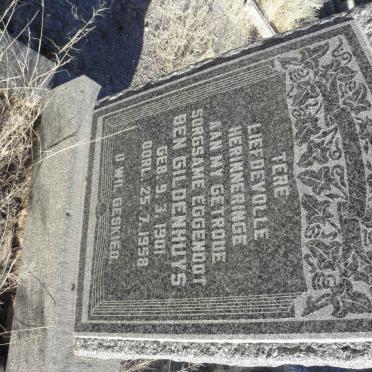 TERE
LIEFDEVOLLE
HERINNERINGE
AAN MY GETROUE
SORGSAME EGGENOOT
BEN GILDENHUYS
GEB. 9. 3. 1901
OORL. 25. 7. 1958
U WIL GESKIED